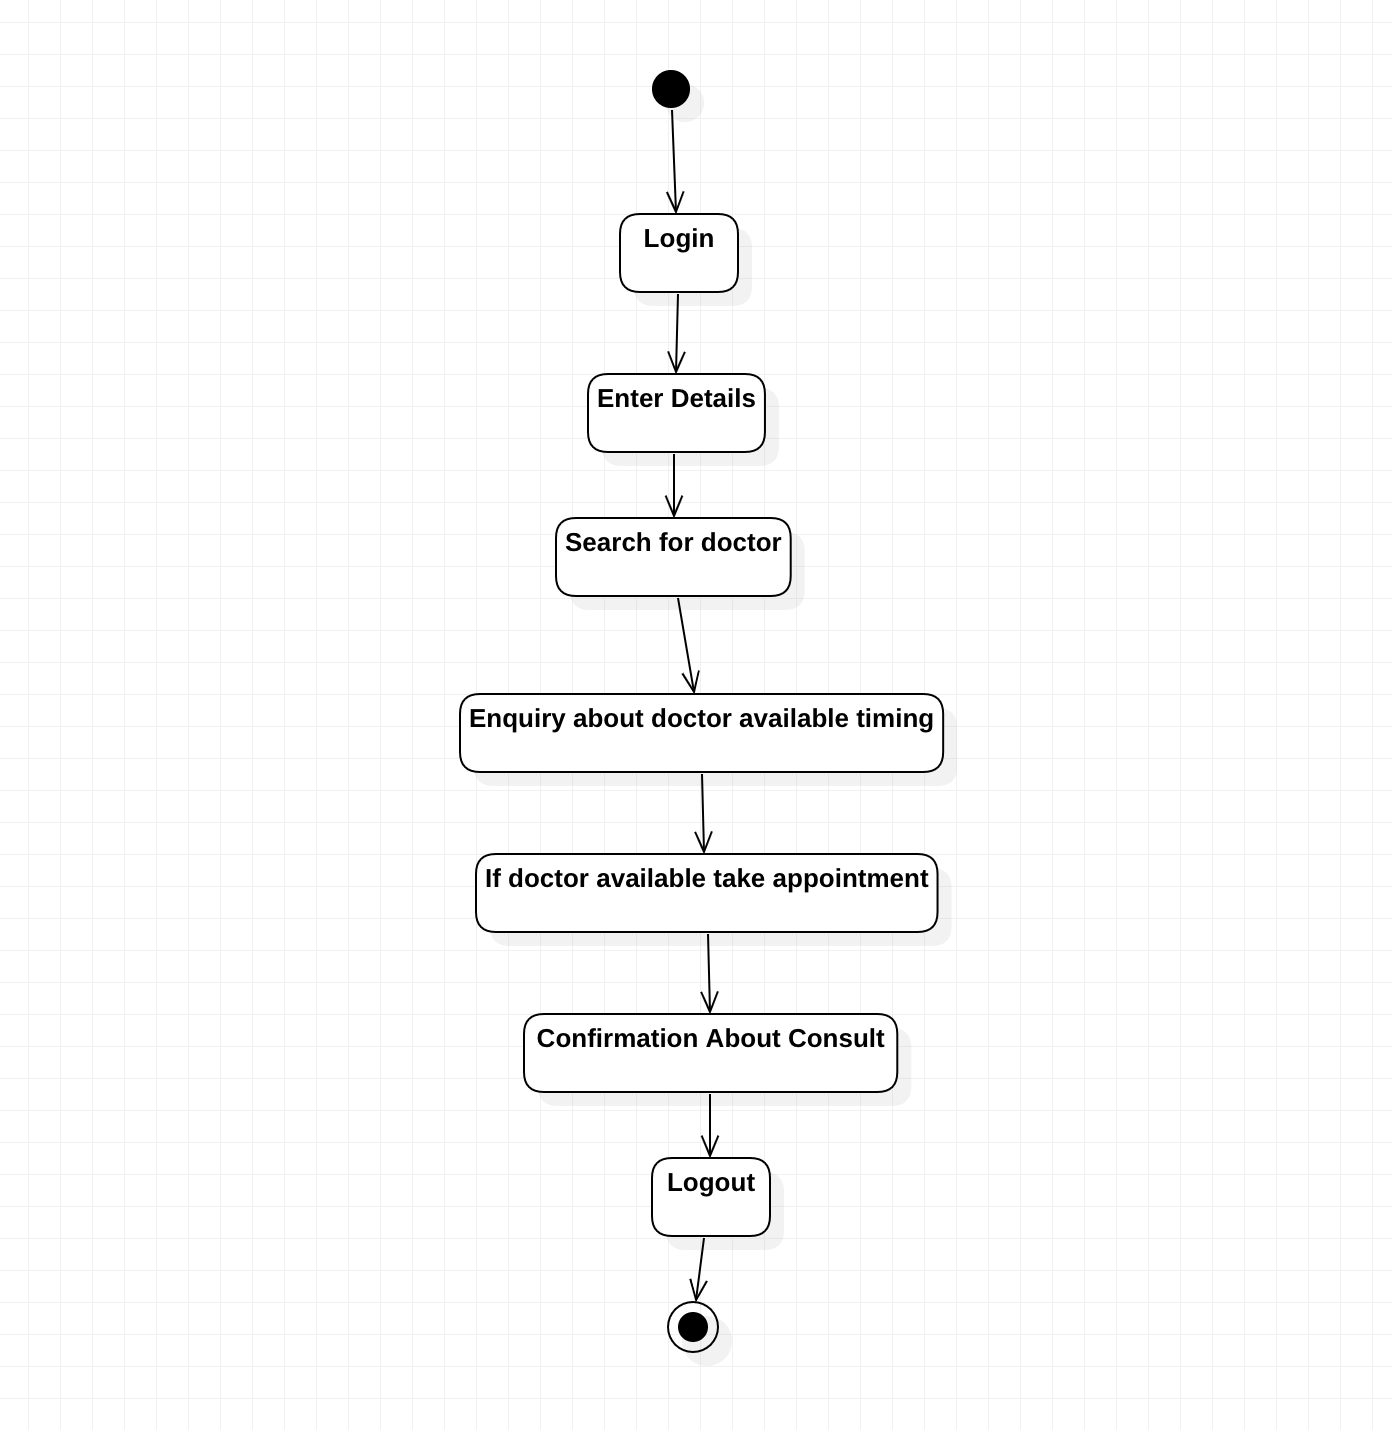 Login
Enter Details
Search for doctor
Enquiry about doctor available timing
If doctor available take appointment
Confirmation About Consult
Logout